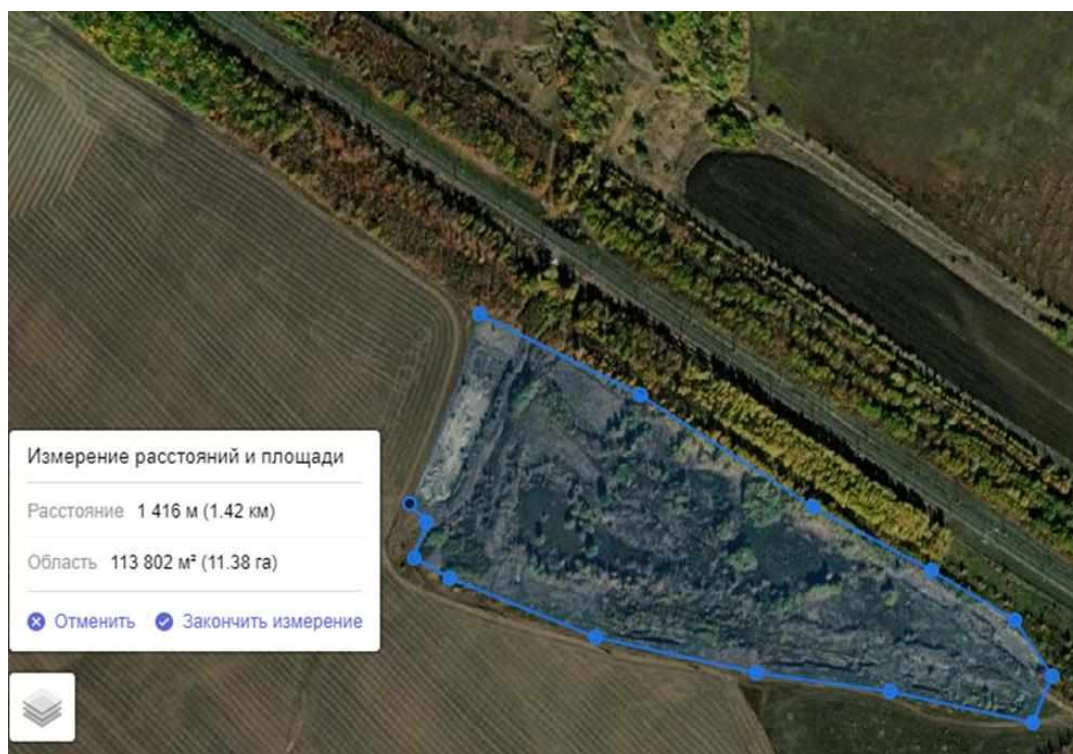 Измерение расстояний и площади
Расстояние 1 416 м (1.42 км)
Область 113 802 м² (11.38 га)
Отменить Закончить измерение